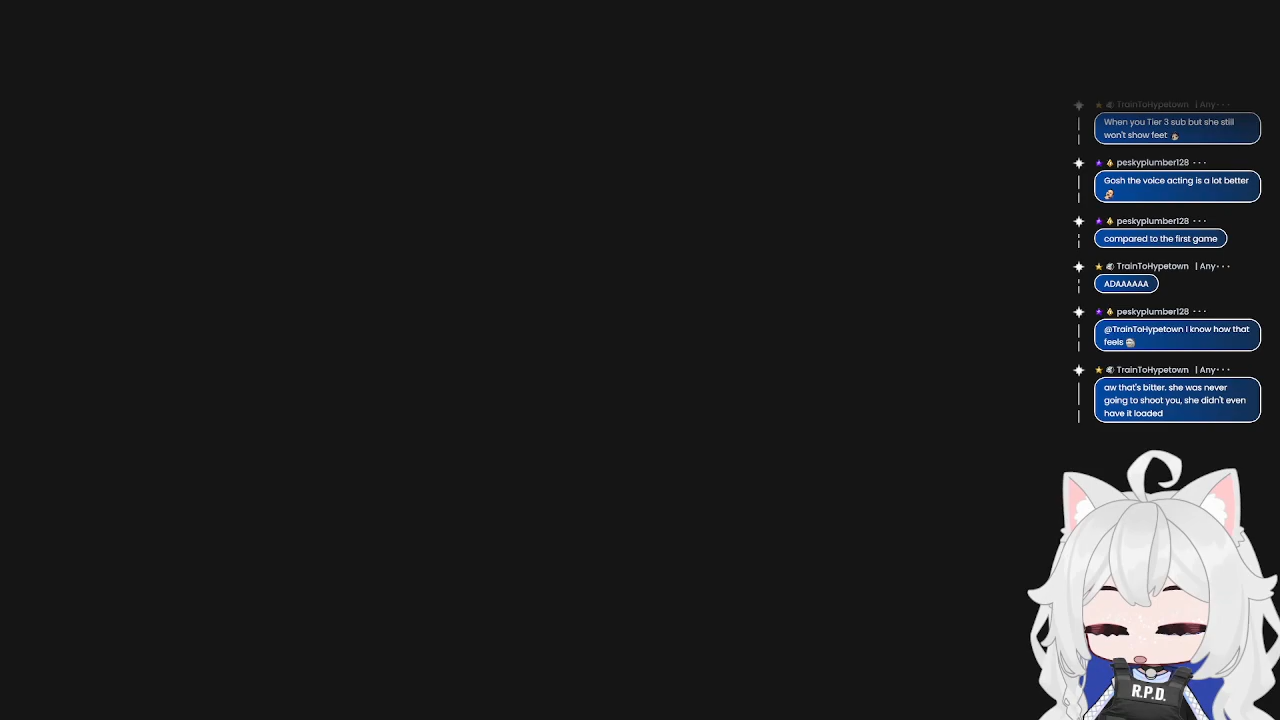 TrainToHypetown | Any···
When you Tier 3 sub but she still
won't show feet
peskyplumber128 ···
Gosh the voice acting is a lot better
peskyplumber128 ···
compared to the first game
TrainToHypetown | Any···
ADAAAAAA
peskyplumber128 ···
@TrainToHypetown I know how that
feels
TrainToHypetown | Any···
aw that's bitter. she was never
going to shoot you, she didn't even
have it loaded
R.P.D.